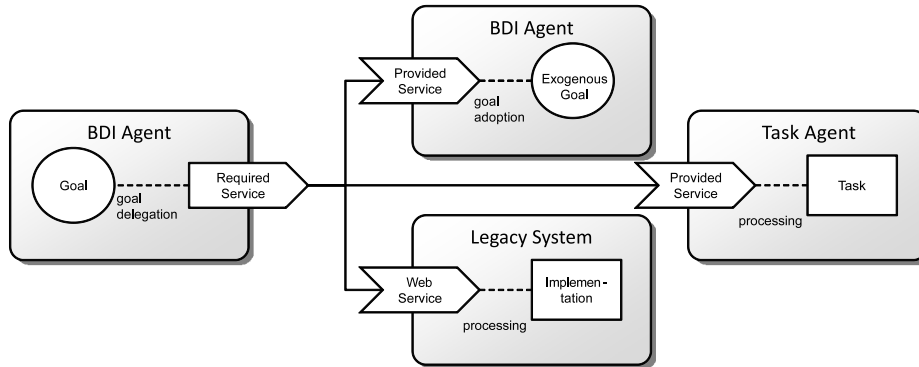 BDI Agent
Goal
goal
delegation
Required
Service
BDI Agent
Provided
Service
goal
adoption
Exogenous
Goal
Legacy System
Web
Service
processing
Implemen-
tation
Task Agent
Provided
Service
processing
Task